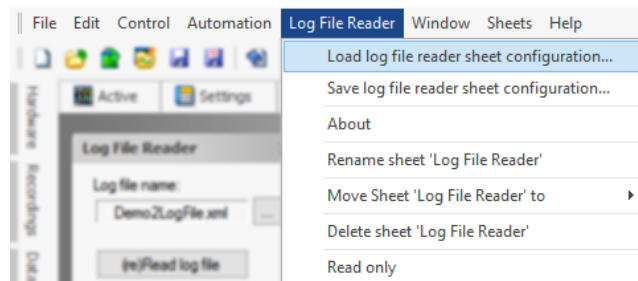 File Edit Control Automation Log File Reader Window Sheets Help
Load log file reader sheet configuration...
Save log file reader sheet configuration...
About
Rename sheet 'Log File Reader'
Move Sheet 'Log File Reader' to
Delete sheet 'Log File Reader'
Read only
Hardware
Recordings
Data
Active Settings
Log File Reader
Log file name:
Demo2LogFile.xml ...
(re)Read log file